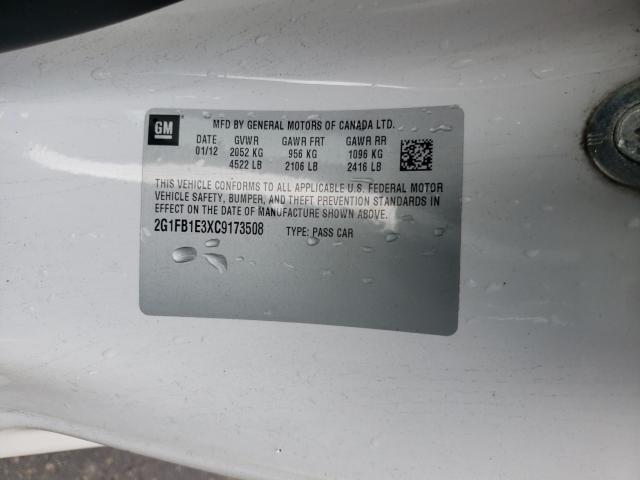 GM
MFD BY GENERAL MOTORS OF CANADA LTD.
DATE GVWR GAWR FRT GAWR RR
01/12 2052 KG 956 KG 1096 KG
4522 LB 2106 LB 2416 LB
THIS VEHICLE CONFORMS TO ALL APPLICABLE U.S. FEDERAL MOTOR
VEHICLE SAFETY, BUMPER, AND THEFT PREVENTION STANDARDS IN
EFFECT ON THE DATE OF MANUFACTURE SHOWN ABOVE.
2G1FB1E3XC9173508 TYPE: PASS CAR